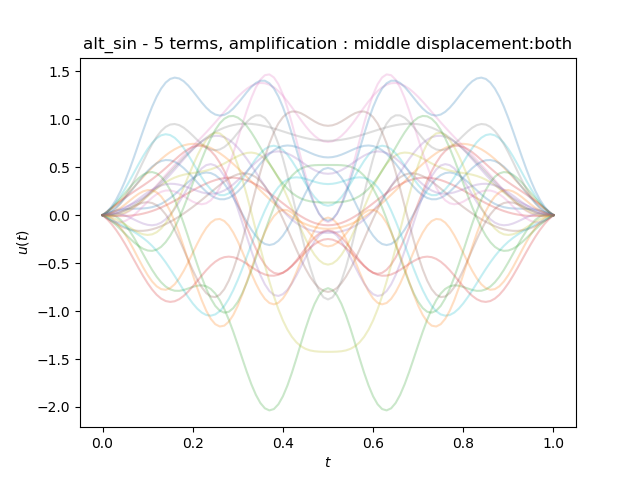 alt_sin - 5 terms, amplification : middle displacement:both
1.5
1.0
0.5
0.0
−0.5
−1.0
−1.5
−2.0
u(t)
0.0 0.2 0.4 0.6 0.8 1.0
t